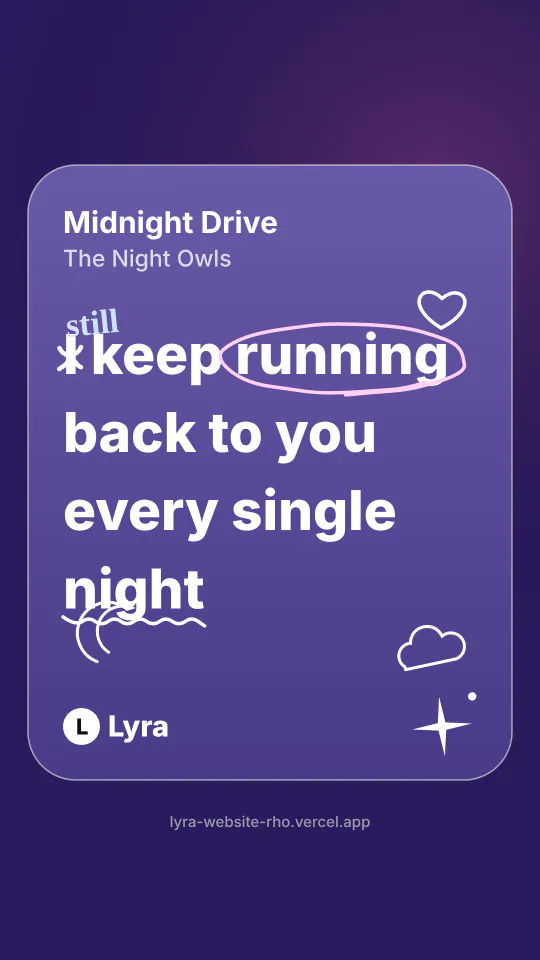 Midnight Drive
The Night Owls
still
I keep running
back to you
every single
night
L Lyra
lyra-website-rho.vercel.app